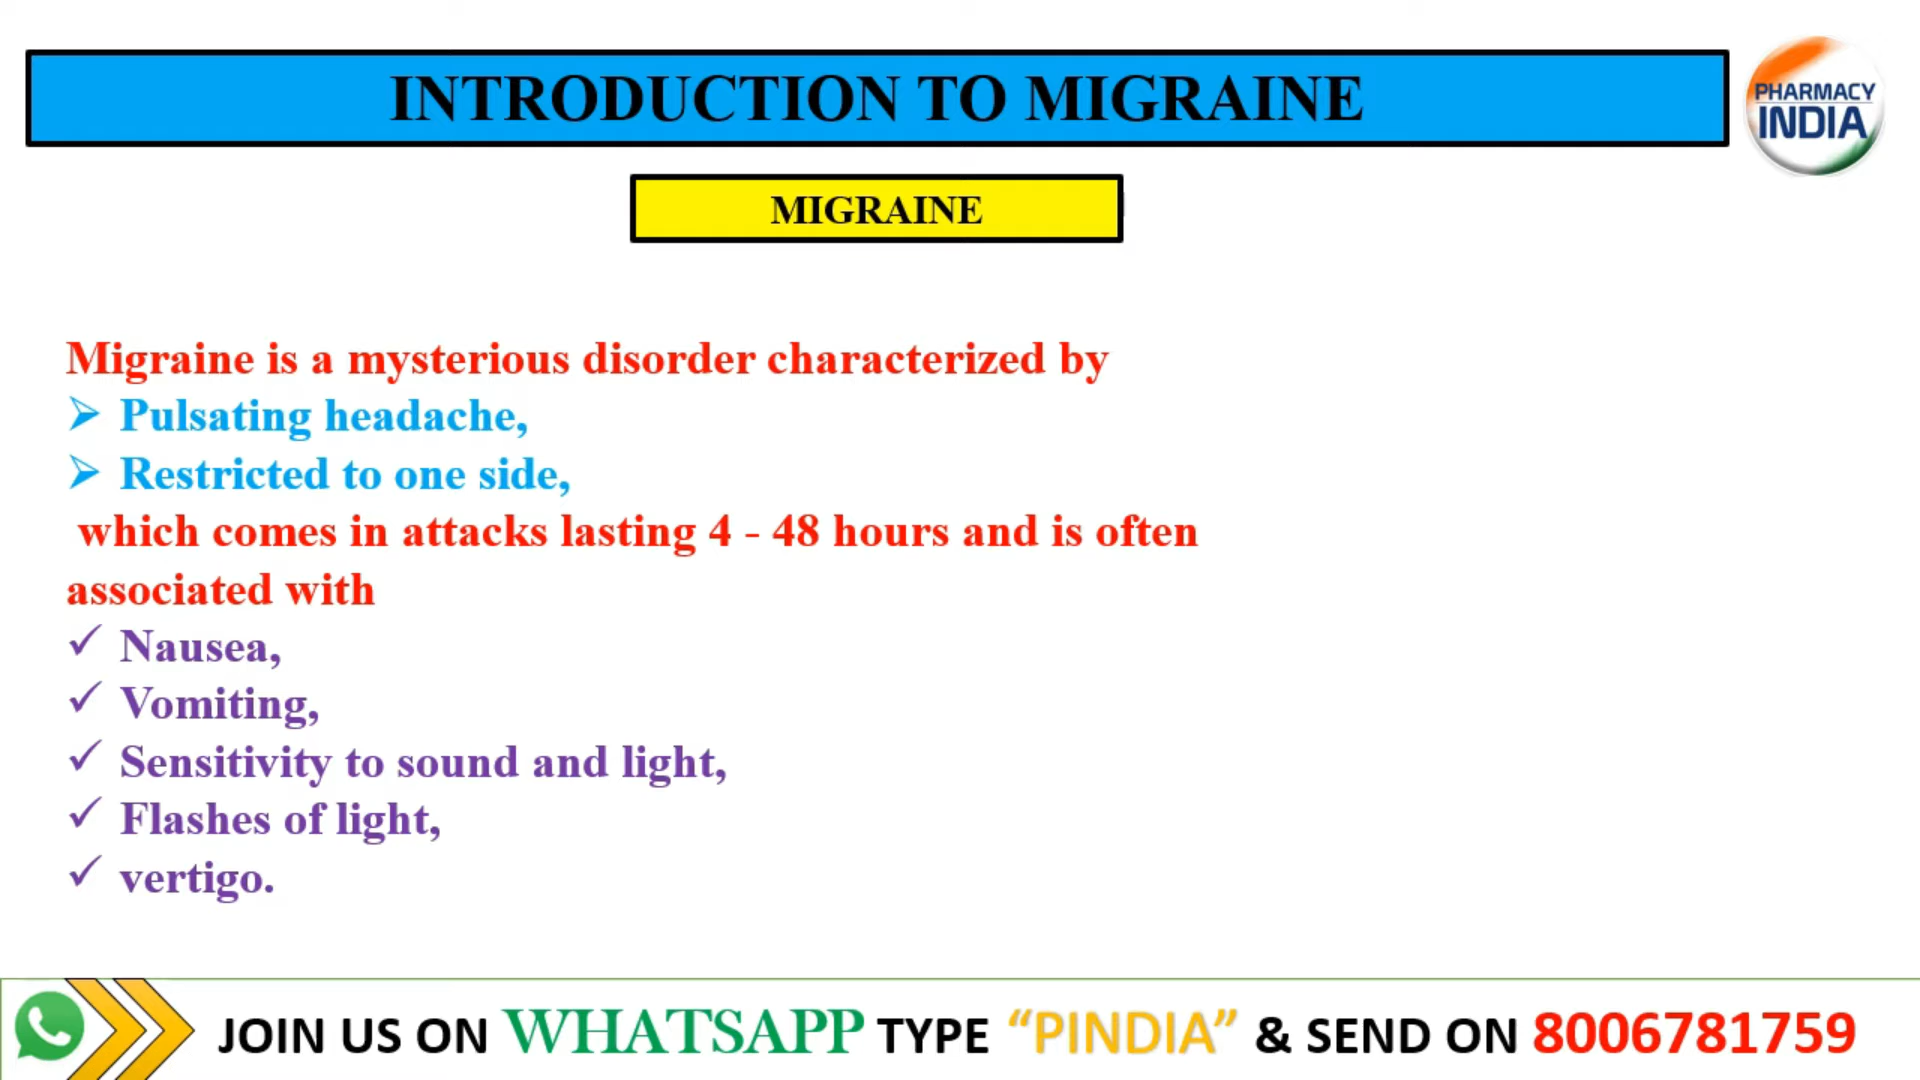 INTRODUCTION TO MIGRAINE
PHARMACY
INDIA
MIGRAINE
Migraine is a mysterious disorder characterized by
➢ Pulsating headache,
➢ Restricted to one side,
which comes in attacks lasting 4 - 48 hours and is often
associated with
✓ Nausea,
✓ Vomiting,
✓ Sensitivity to sound and light,
✓ Flashes of light,
✓ vertigo.
JOIN US ON WHATSAPP TYPE “PINDIA” & SEND ON 8006781759